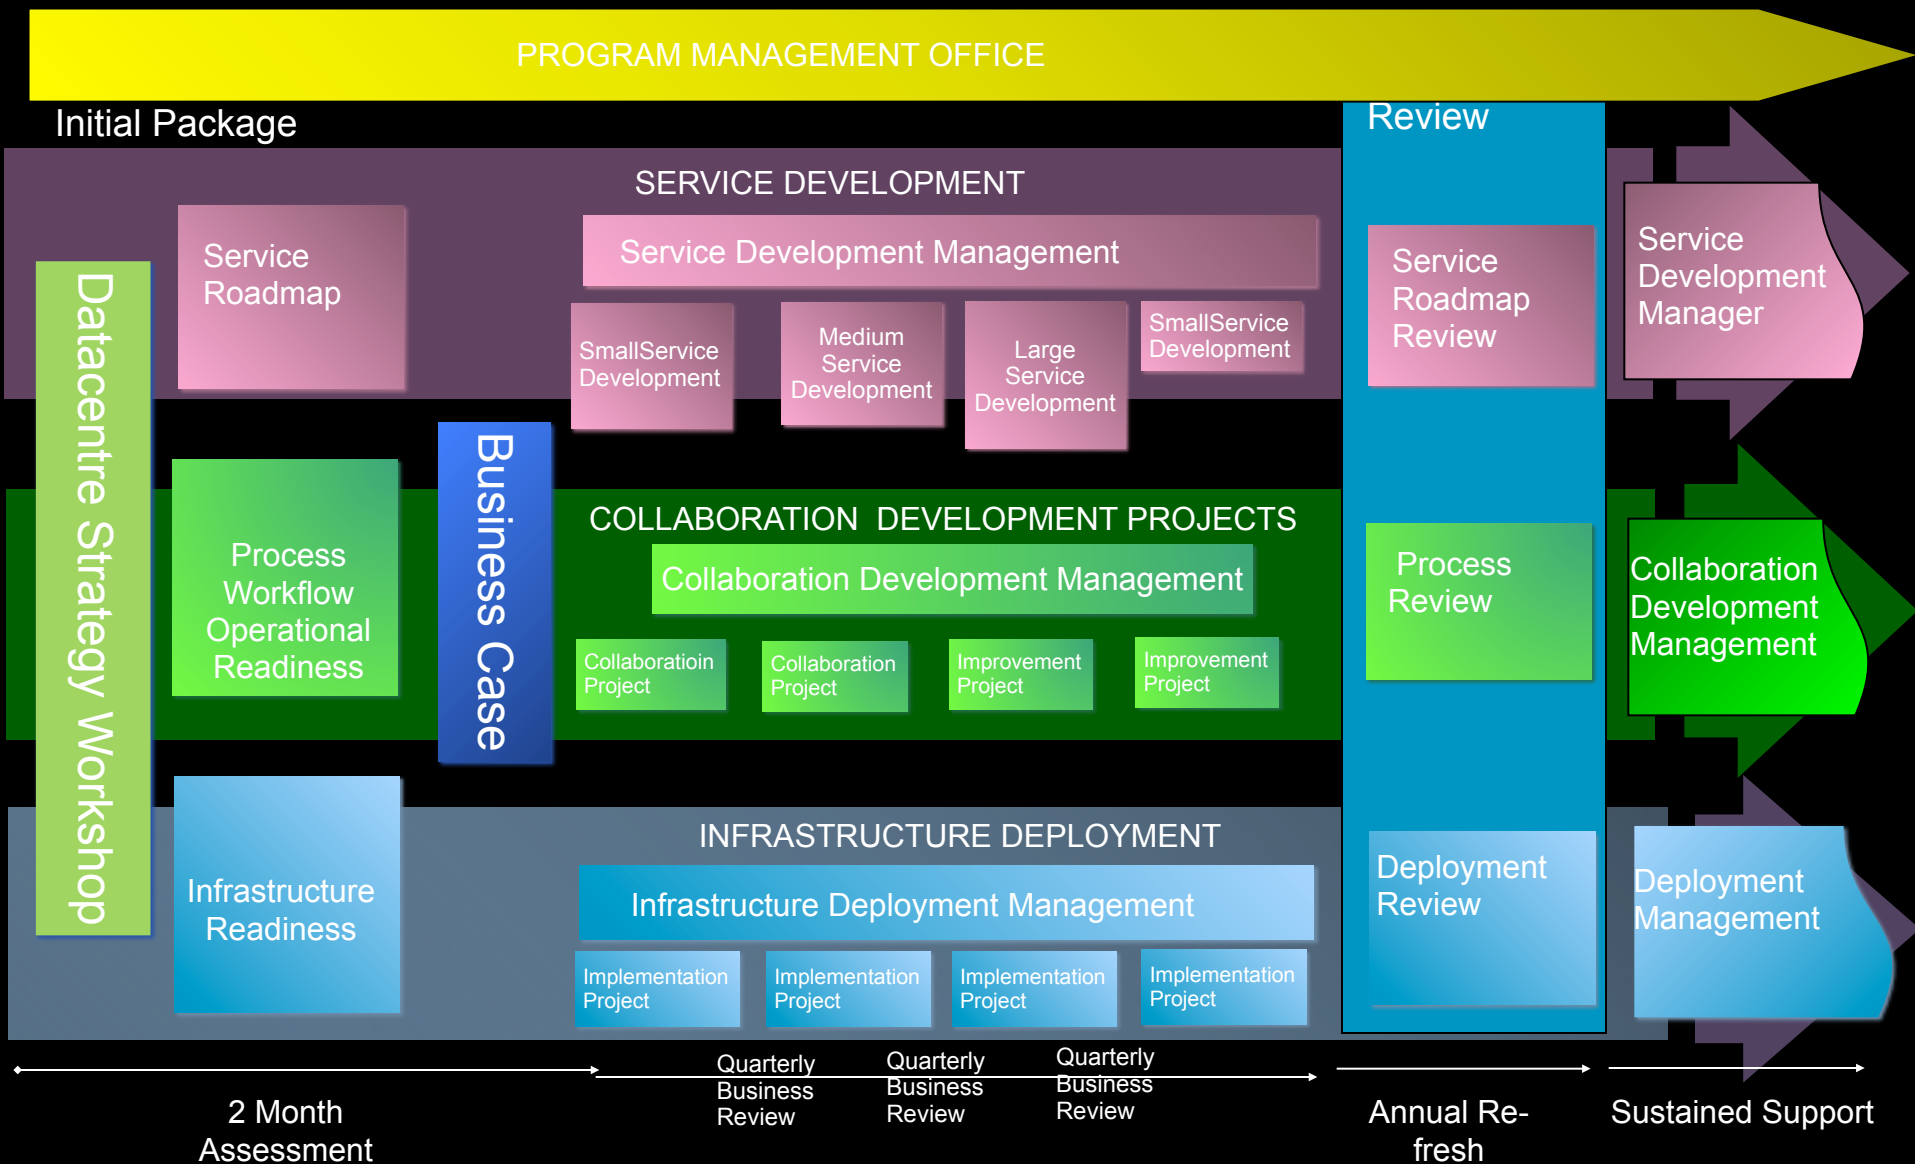 PROGRAM MANAGEMENT OFFICE
Initial Package
Review
SERVICE DEVELOPMENT
Datacentre Strategy Workshop
Service
Roadmap
Service Development Management
SmallService
Development
Medium
Service
Development
Large
Service
Development
SmallService
Development
Service
Roadmap
Review
Service
Development
Manager
Business Case
COLLABORATION  DEVELOPMENT PROJECTS
Process
Workflow
Operational
Readiness
Collaboration Development Management
Collaboratioin
Project
Collaboration
Project
Improvement
Project
Improvement
Project
Process
Review
Collaboration
Development
Management
INFRASTRUCTURE DEPLOYMENT
Infrastructure
Readiness
Infrastructure Deployment Management
Implementation
Project
Implementation
Project
Implementation
Project
Implementation
Project
Deployment
Review
Deployment
Management
2 Month
Assessment
Quarterly
Business
Review
Quarterly
Business
Review
Quarterly
Business
Review
Annual Re-
fresh
Sustained Support